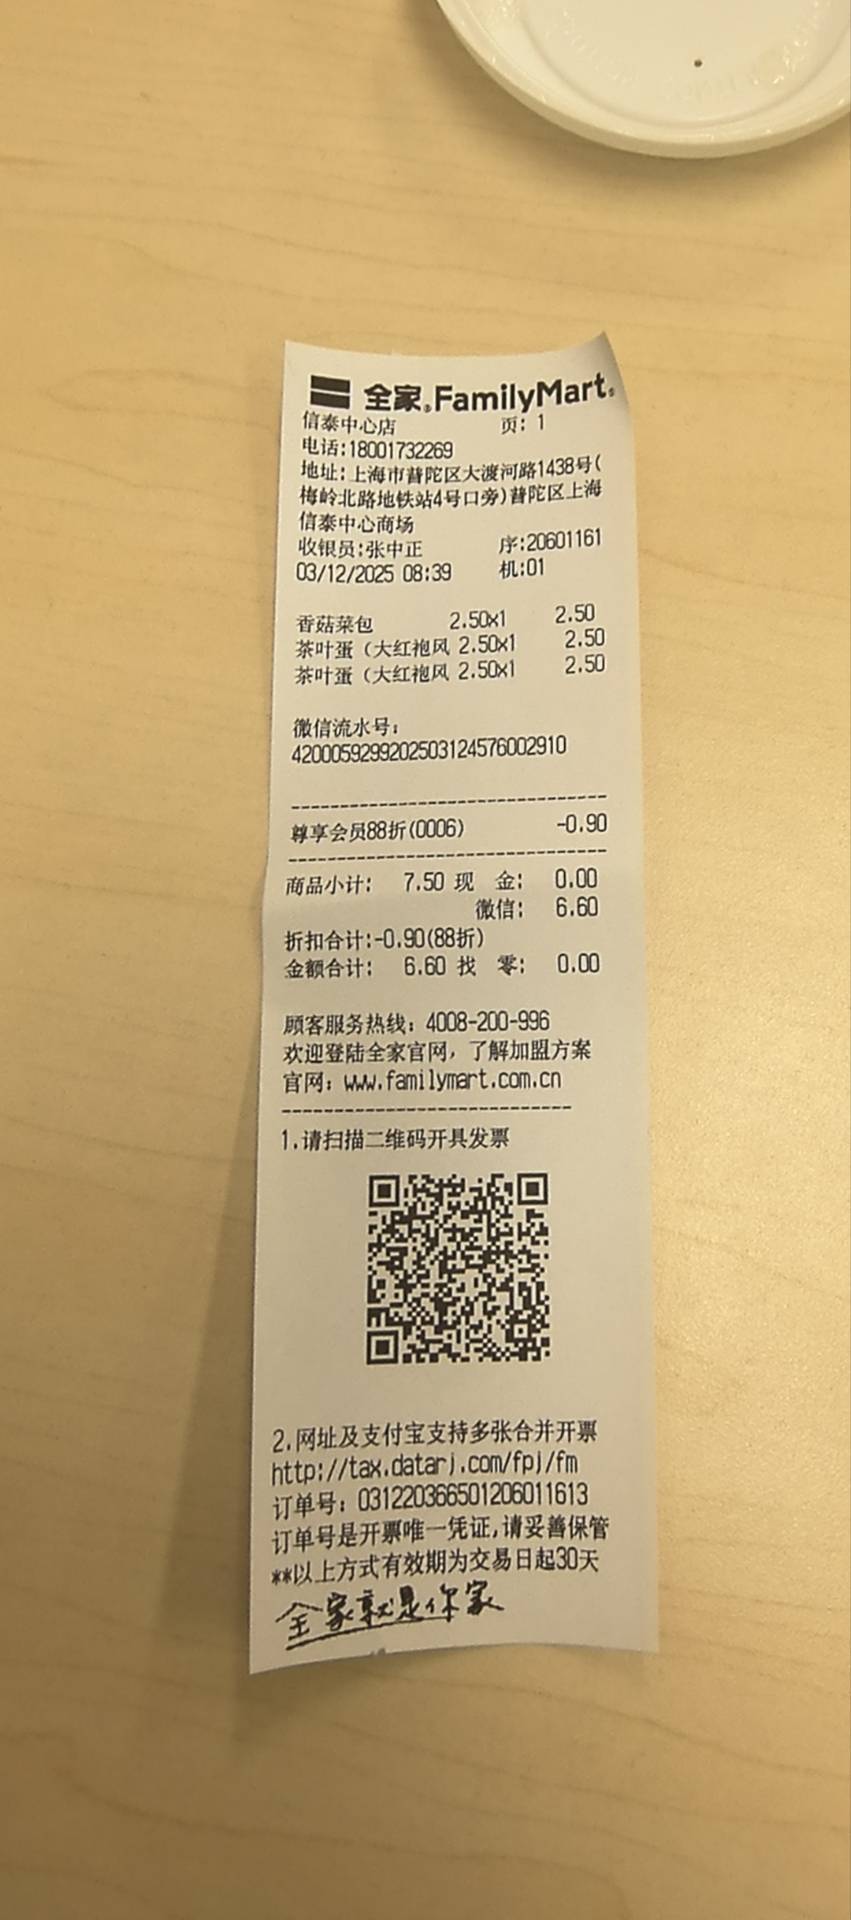 全家®FamilyMart®
信泰中心店 页: 1
电话:18001732269
地址:上海市普陀区大渡河路1438号(
梅岭北路地铁站4号口旁)普陀区上海
信泰中心商场
收银员:张中正 序:20601161
03/12/2025 08:39 机:01
香菇菜包 2.50x1 2.50
茶叶蛋（大红袍风 2.50x1 2.50
茶叶蛋（大红袍风 2.50x1 2.50
微信流水号：
4200059299202503124576002910
--------------------------------
尊享会员88折(0006) -0.90
--------------------------------
商品小计: 7.50 现 金: 0.00
微信: 6.60
折扣合计:-0.90(88折)
金额合计: 6.60 找 零: 0.00
顾客服务热线：4008-200-996
欢迎登陆全家官网，了解加盟方案
官网：www.familymart.com.cn
-----------------------------
1.请扫描二维码开具发票
2.网址及支付宝支持多张合并开票
http://tax.datarj.com/fpj/fm
订单号：031220366501206011613
订单号是开票唯一凭证,请妥善保管
**以上方式有效期为交易日起30天
全家就是你家